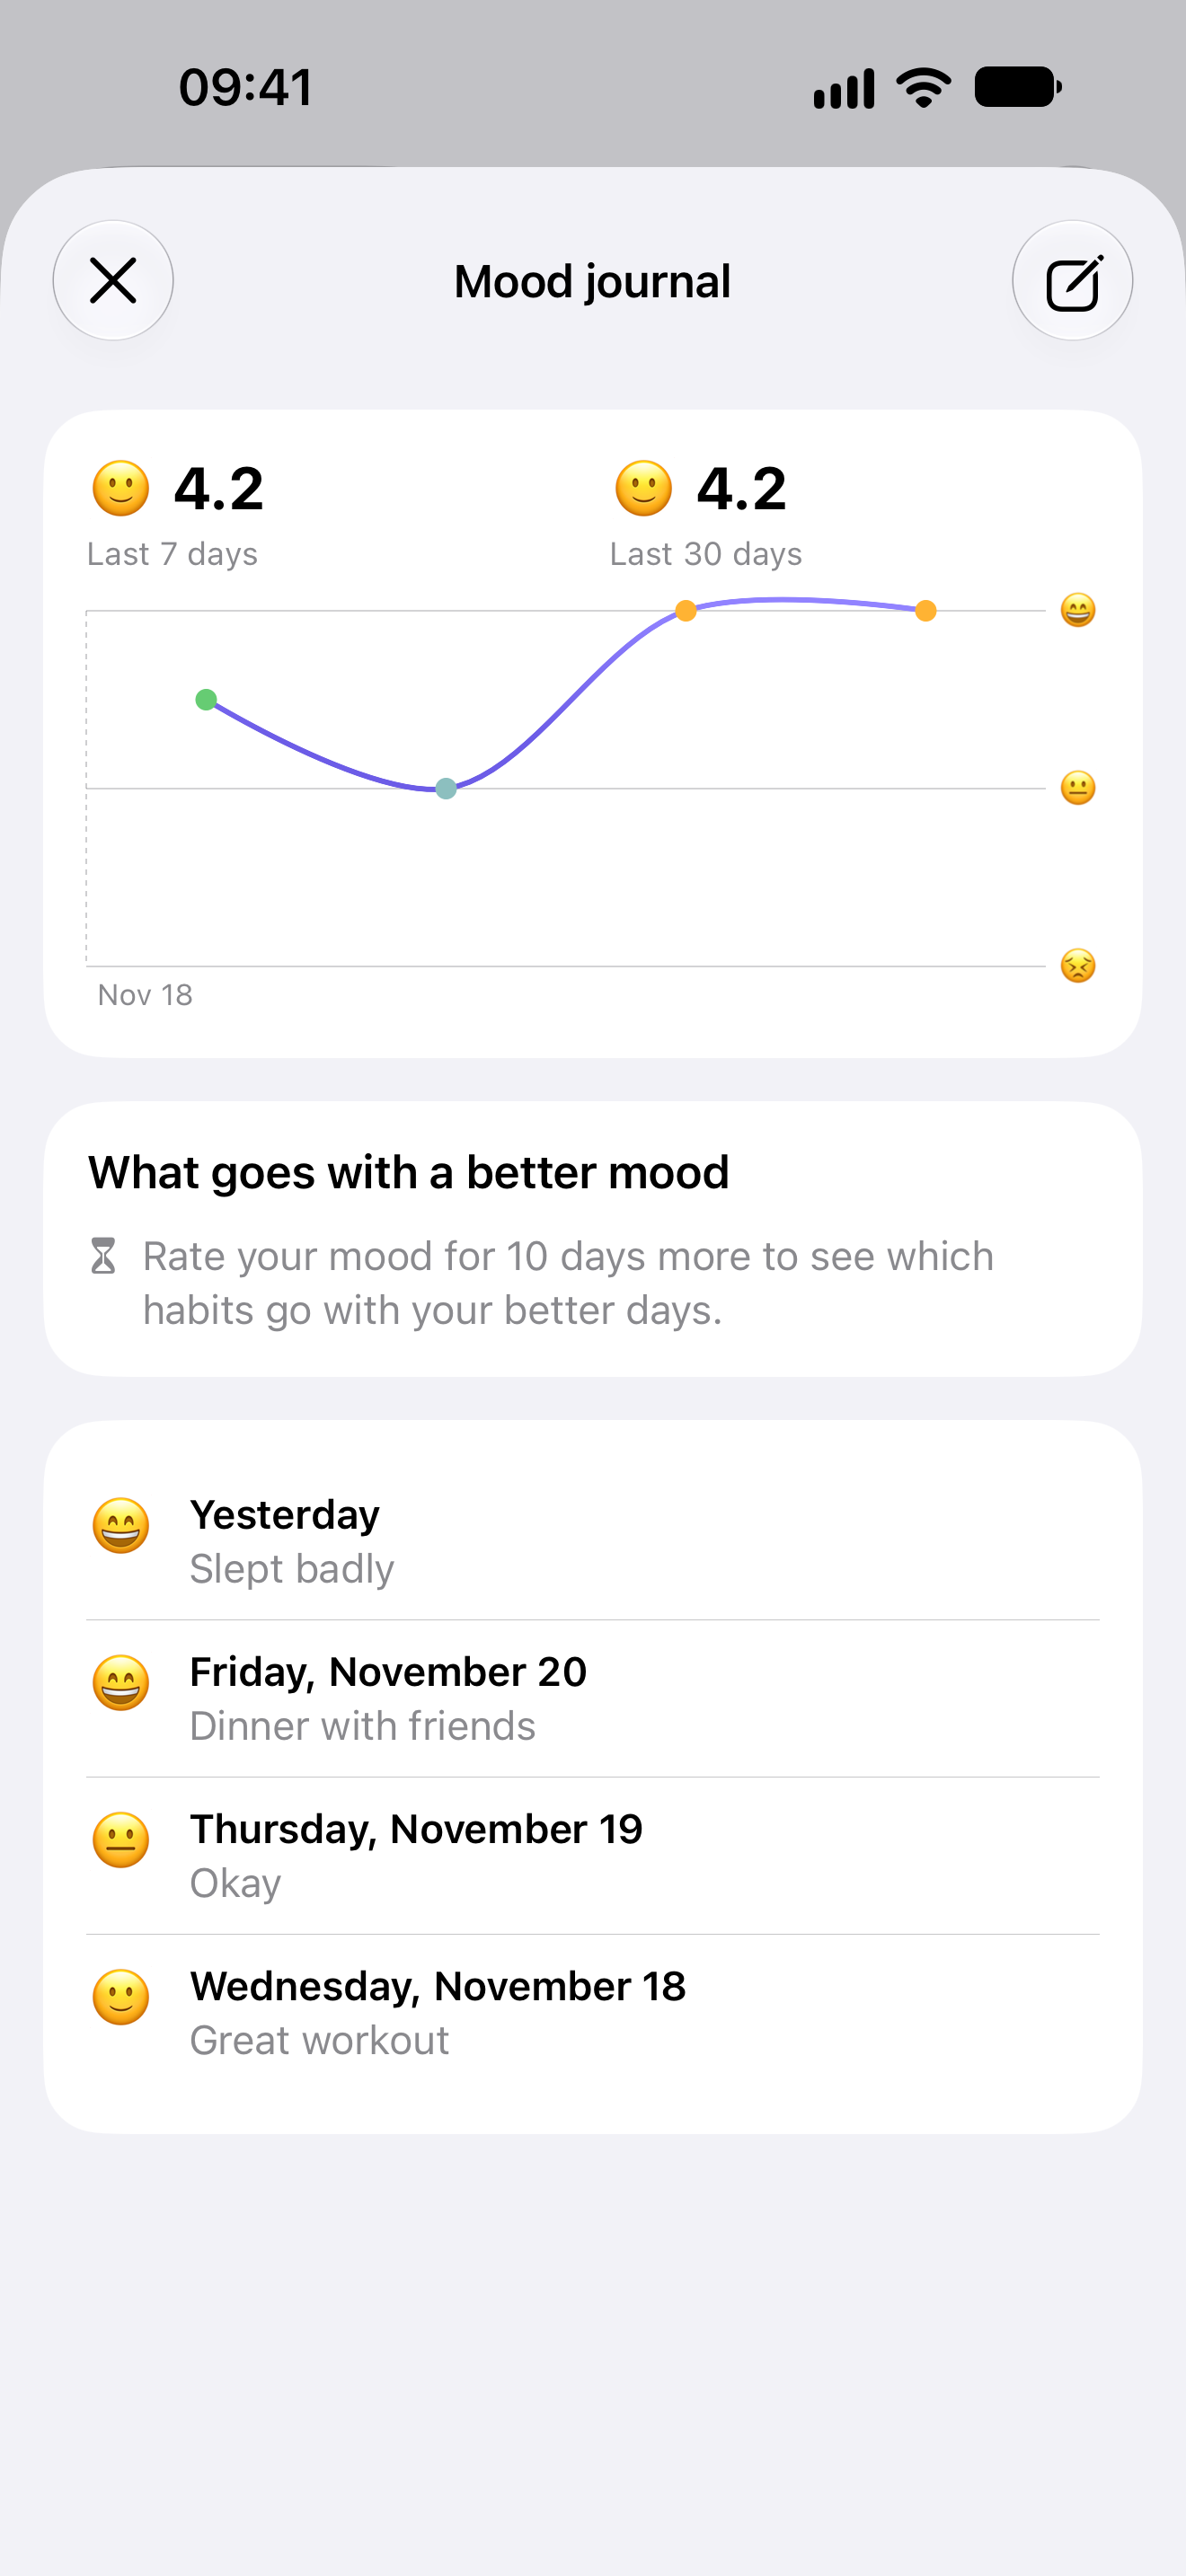 09:41
Mood journal
4.2
4.2
Last 7 days
Last 30 days
Nov 18
What goes with a better mood
Rate your mood for 10 days more to see which
habits go with your better days.
Yesterday
Slept badly
Friday, November 20
Dinner with friends
Thursday, November 19
Okay
Wednesday, November 18
Great workout